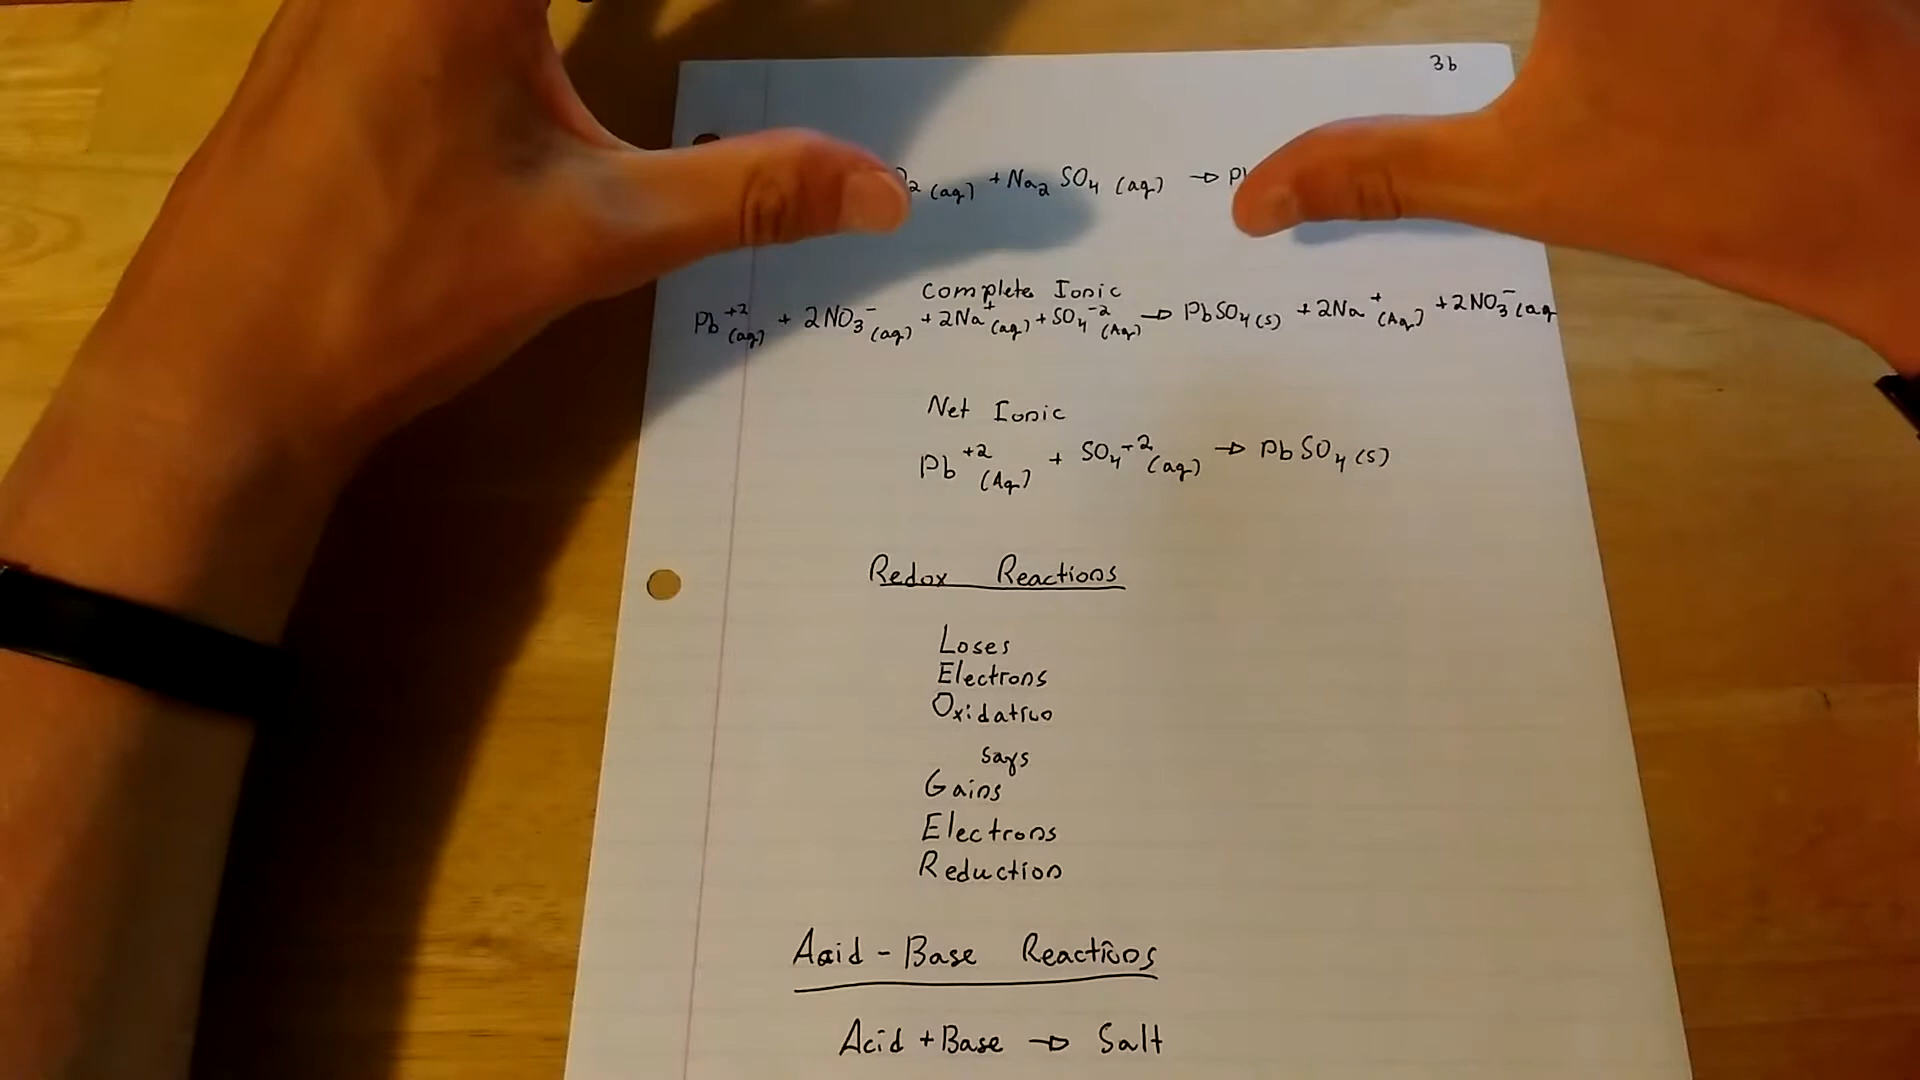 3b
2 (aq) + Na2 SO4 (aq) → Pb
Complete Ionic
Pb+2 (aq) + 2NO3- (aq) + 2Na+ (aq) + SO4-2 (Aq) → PbSO4 (s) + 2Na+ (Aq) + 2NO3- (aq
Net Ionic
Pb+2 (Aq) + SO4-2 (aq) → PbSO4 (s)
Redox Reactions
Loses
Electrons
Oxidatio
says
Gains
Electrons
Reduction
Acid - Base Reactions
Acid + Base → Salt